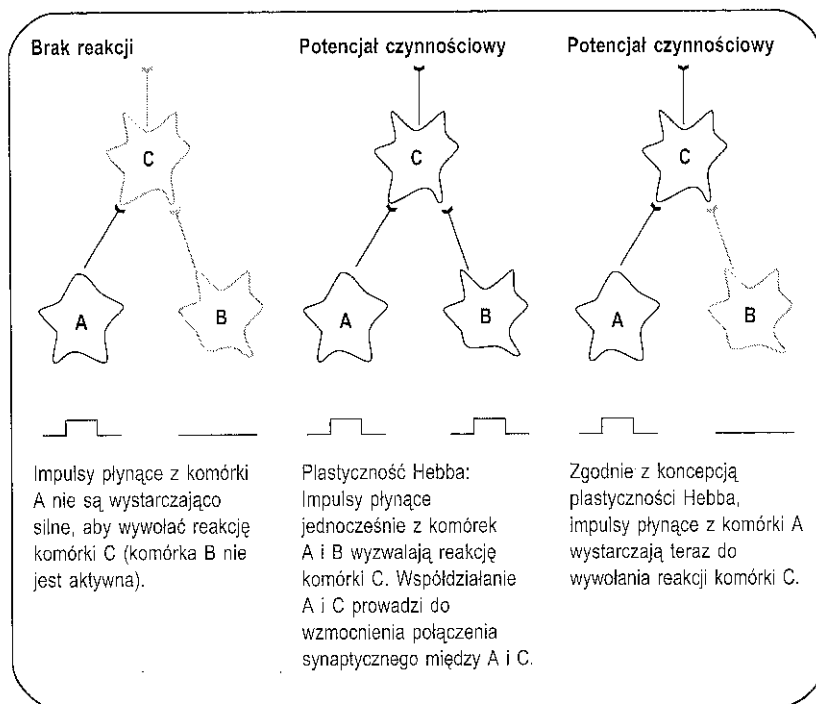 Brak reakcji
C
A
B
Impulsy płynące z komórki
A nie są wystarczająco
silne, aby wywołać reakcję
komórki C (komórka B nie
jest aktywna).
Potencjał czynnościowy
C
A
B
Plastyczność Hebba:
Impulsy płynące
jednocześnie z komórek
A i B wyzwalają reakcję
komórki C. Współdziałanie
A i C prowadzi do
wzmocnienia połączenia
synaptycznego między A i C.
Potencjał czynnościowy
C
A
B
Zgodnie z koncepcją
plastyczności Hebba,
impulsy płynące z komórki A
wystarczają teraz do
wywołania reakcji komórki C.